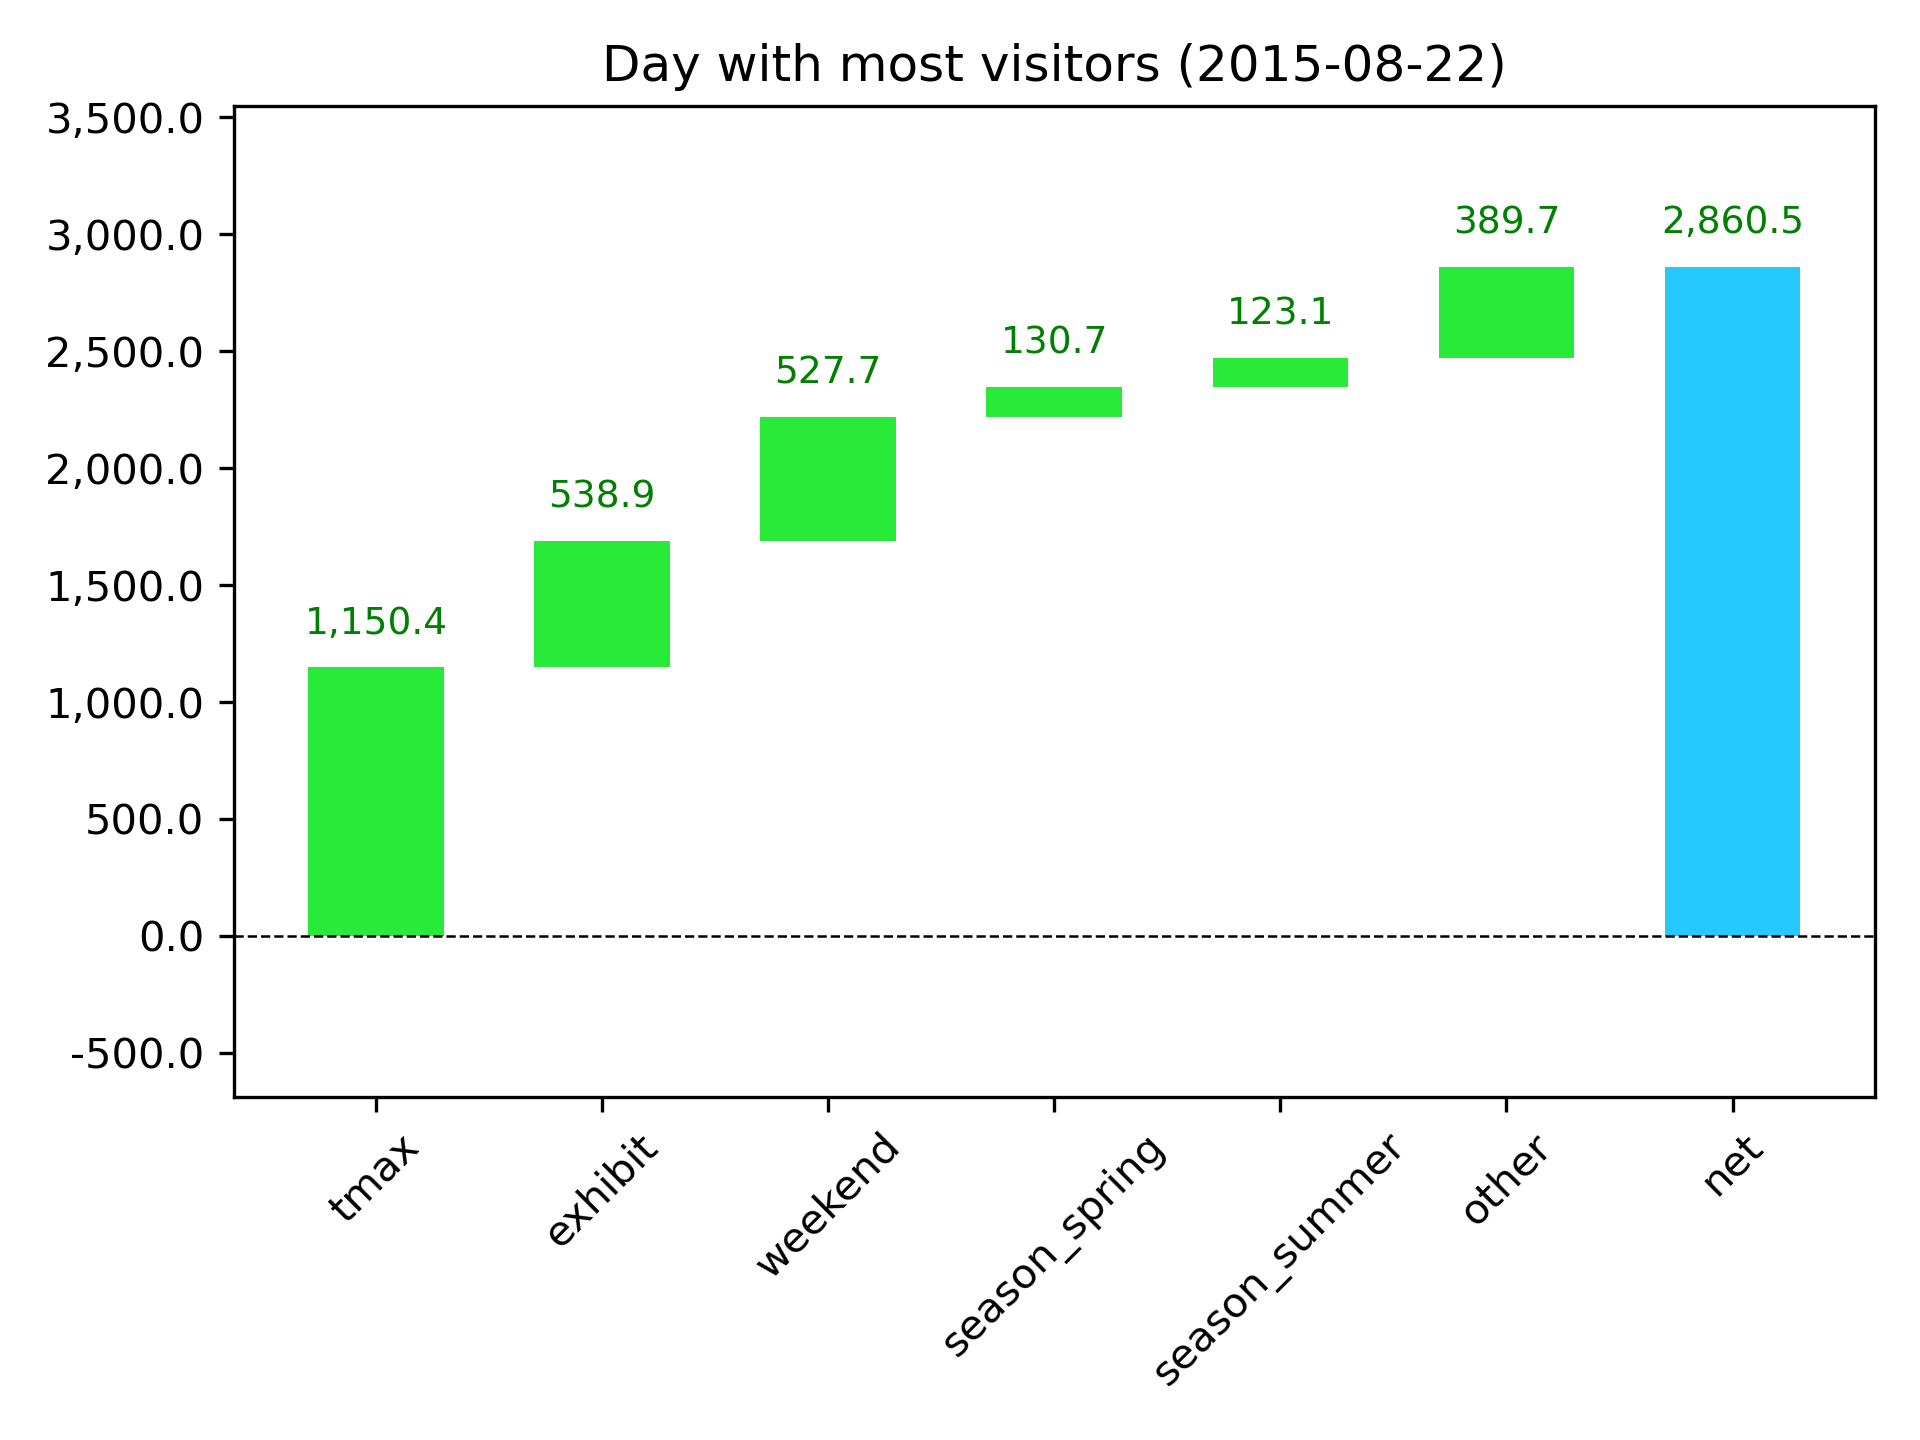 Day with most visitors (2015-08-22)
3,500.0
3,000.0
2,500.0
2,000.0
1,500.0
1,000.0
500.0
0.0
-500.0
1,150.4
538.9
527.7
130.7
123.1
389.7
2,860.5
tmax
exhibit
weekend
season_spring
season_summer
other
net